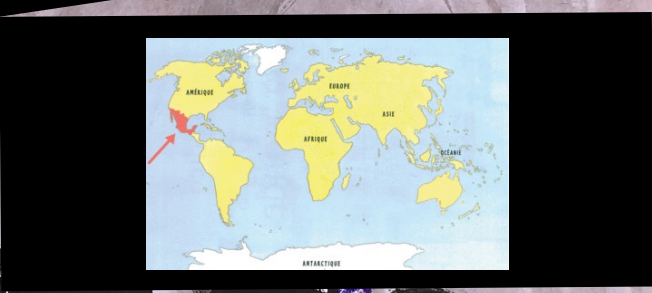 AMÉRIQUE
EUROPE
ASIE
AFRIQUE
OCÉANIE
ANTARCTIQUE